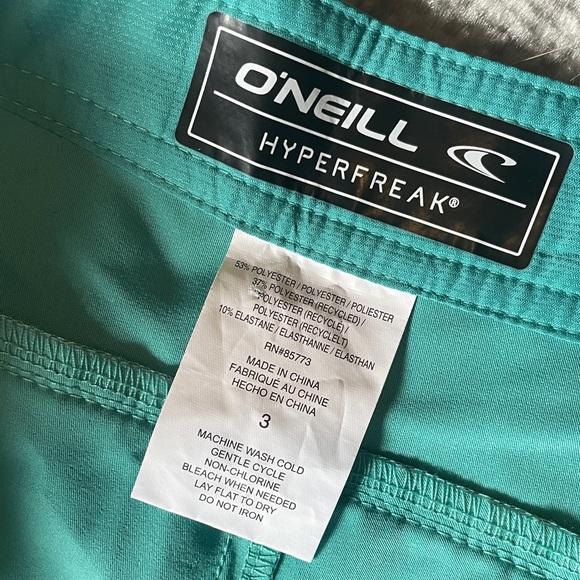 O'NEILL
HYPERFREAK®
53% POLYESTER / POLYESTER / POLIESTER
37% POLYESTER (RECYCLED) /
POLYESTER (RECYCLE) /
POLYESTER (RECYCLELT)
10% ELASTANE / ELASTHANNE / ELASTHAN
RN#85773
MADE IN CHINA
FABRIQUÉ AU CHINE
HECHO EN CHINA
3
MACHINE WASH COLD
GENTLE CYCLE
NON-CHLORINE
BLEACH WHEN NEEDED
LAY FLAT TO DRY
DO NOT IRON